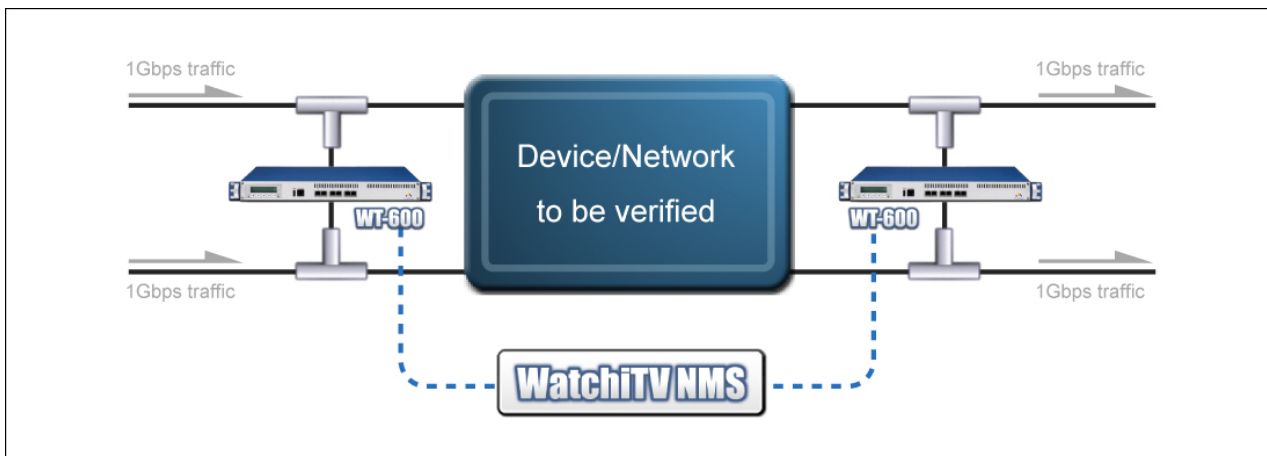 1Gbps traffic
1Gbps traffic
Device/Network
to be verified
WT-600
WT-600
1Gbps traffic
1Gbps traffic
WatchiTV NMS